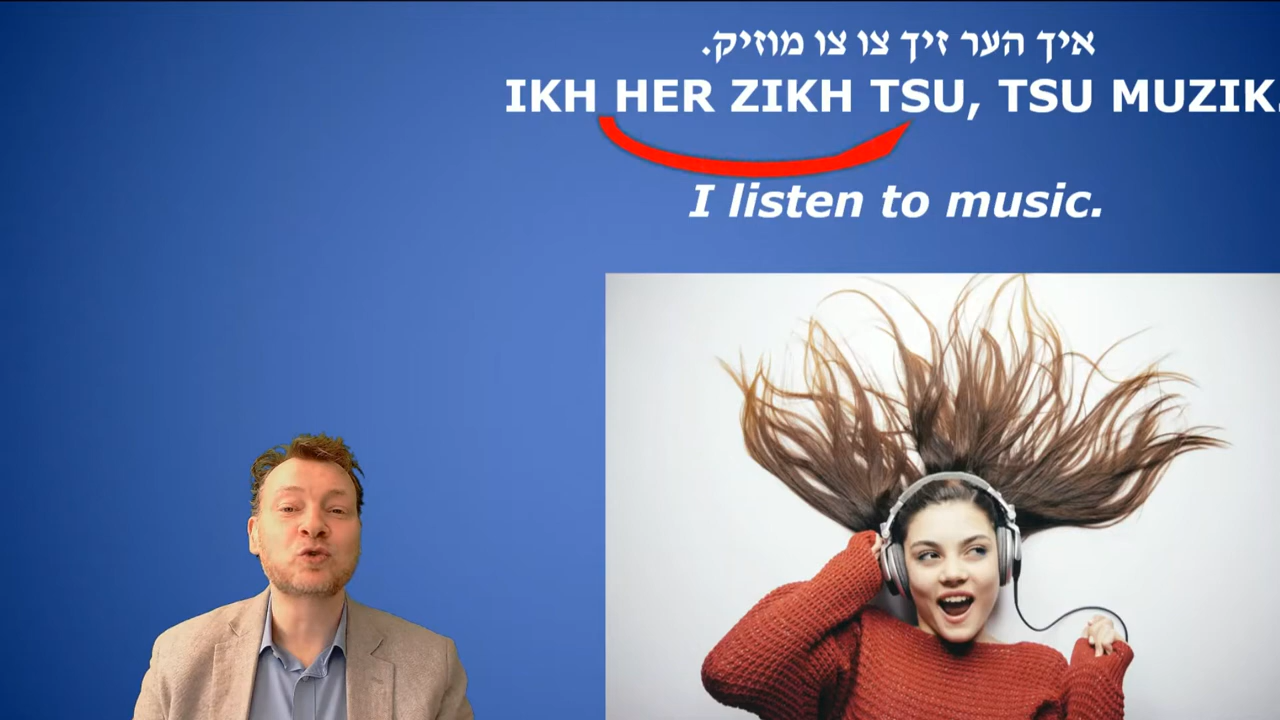 איך הער זיך צו צו מוזיק.
IKH HER ZIKH TSU, TSU MUZIK.
I listen to music.